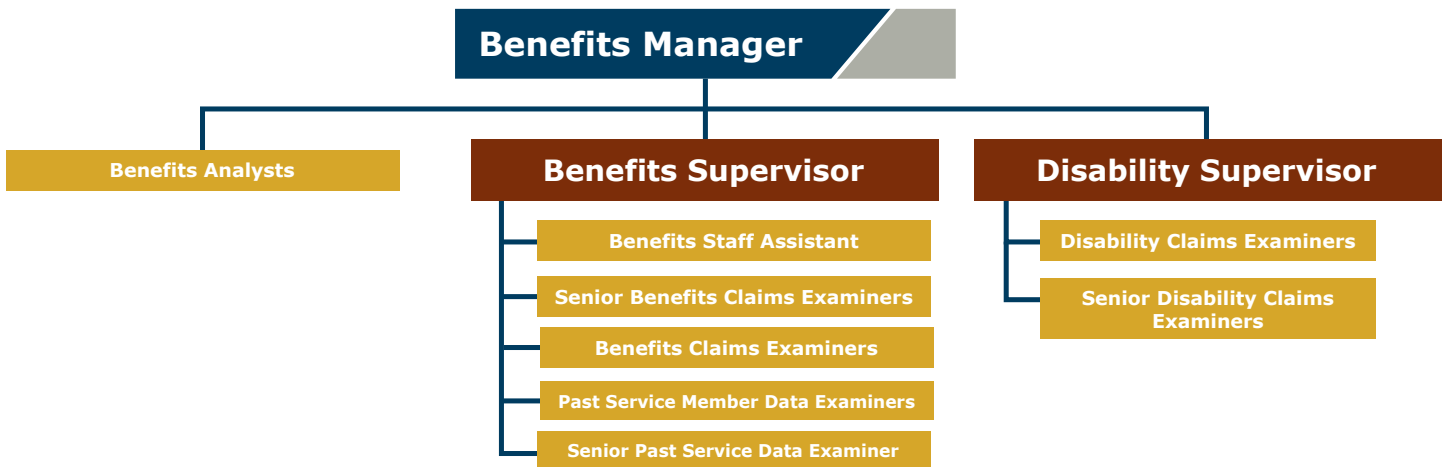 Benefits Manager
Benefits Analysts
Benefits Supervisor
Disability Supervisor
Benefits Staff Assistant
Senior Benefits Claims Examiners
Benefits Claims Examiners
Past Service Member Data Examiners
Senior Past Service Data Examiner
Disability Claims Examiners
Senior Disability Claims
Examiners